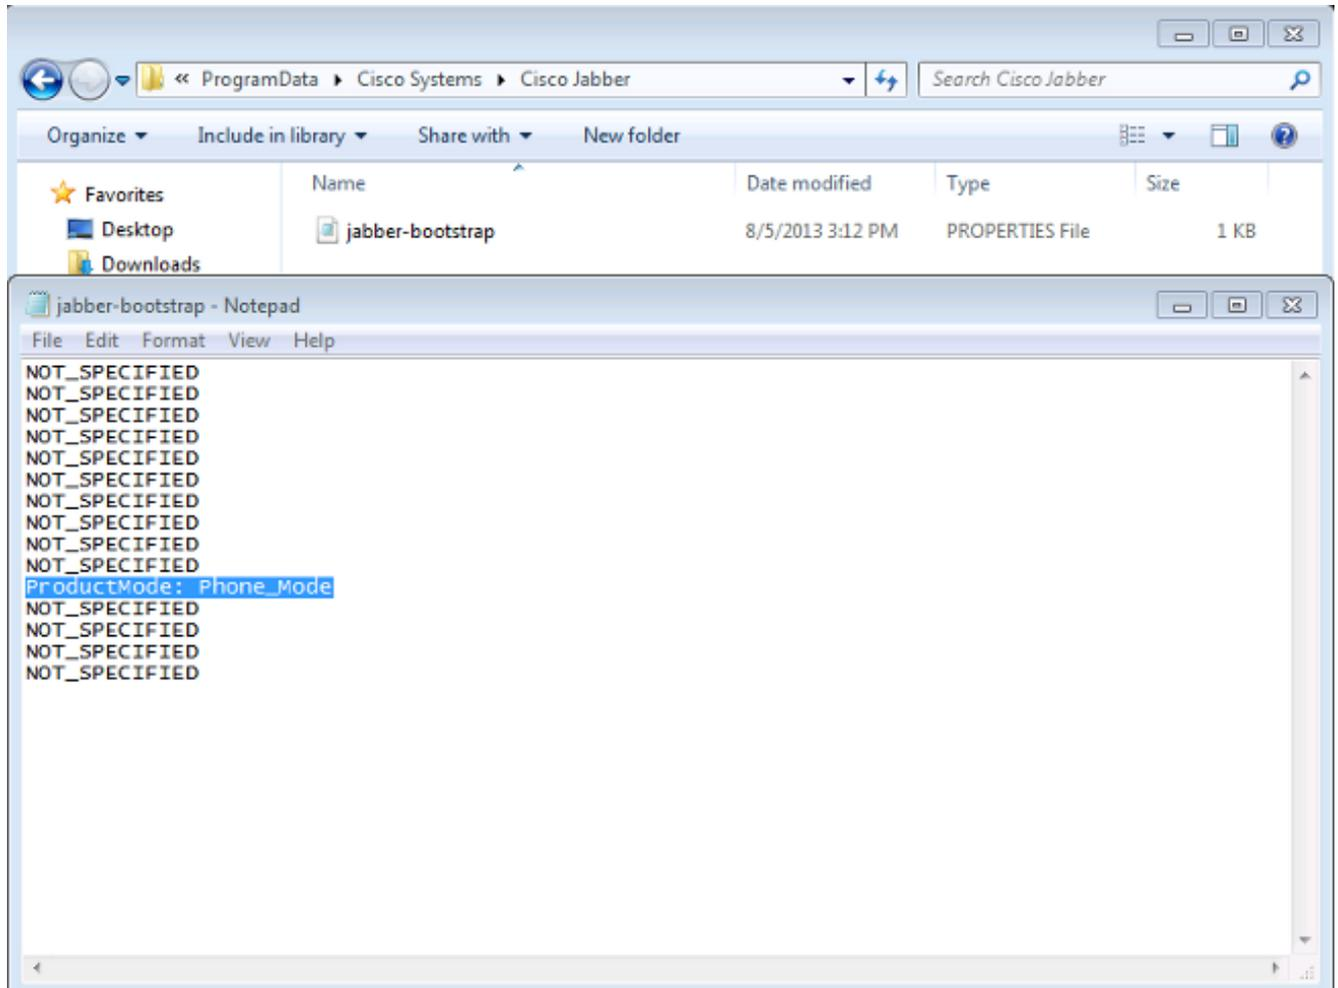 « ProgramData Cisco Systems Cisco Jabber Search Cisco Jabber
Organize Include in library Share with New folder
Favorites Name Date modified Type Size
Desktop jabber-bootstrap 8/5/2013 3:12 PM PROPERTIES File 1 KB
Downloads
jabber-bootstrap - Notepad
File Edit Format View Help
NOT_SPECIFIED
NOT_SPECIFIED
NOT_SPECIFIED
NOT_SPECIFIED
NOT_SPECIFIED
NOT_SPECIFIED
NOT_SPECIFIED
NOT_SPECIFIED
NOT_SPECIFIED
NOT_SPECIFIED
ProductMode: Phone_Mode
NOT_SPECIFIED
NOT_SPECIFIED
NOT_SPECIFIED
NOT_SPECIFIED